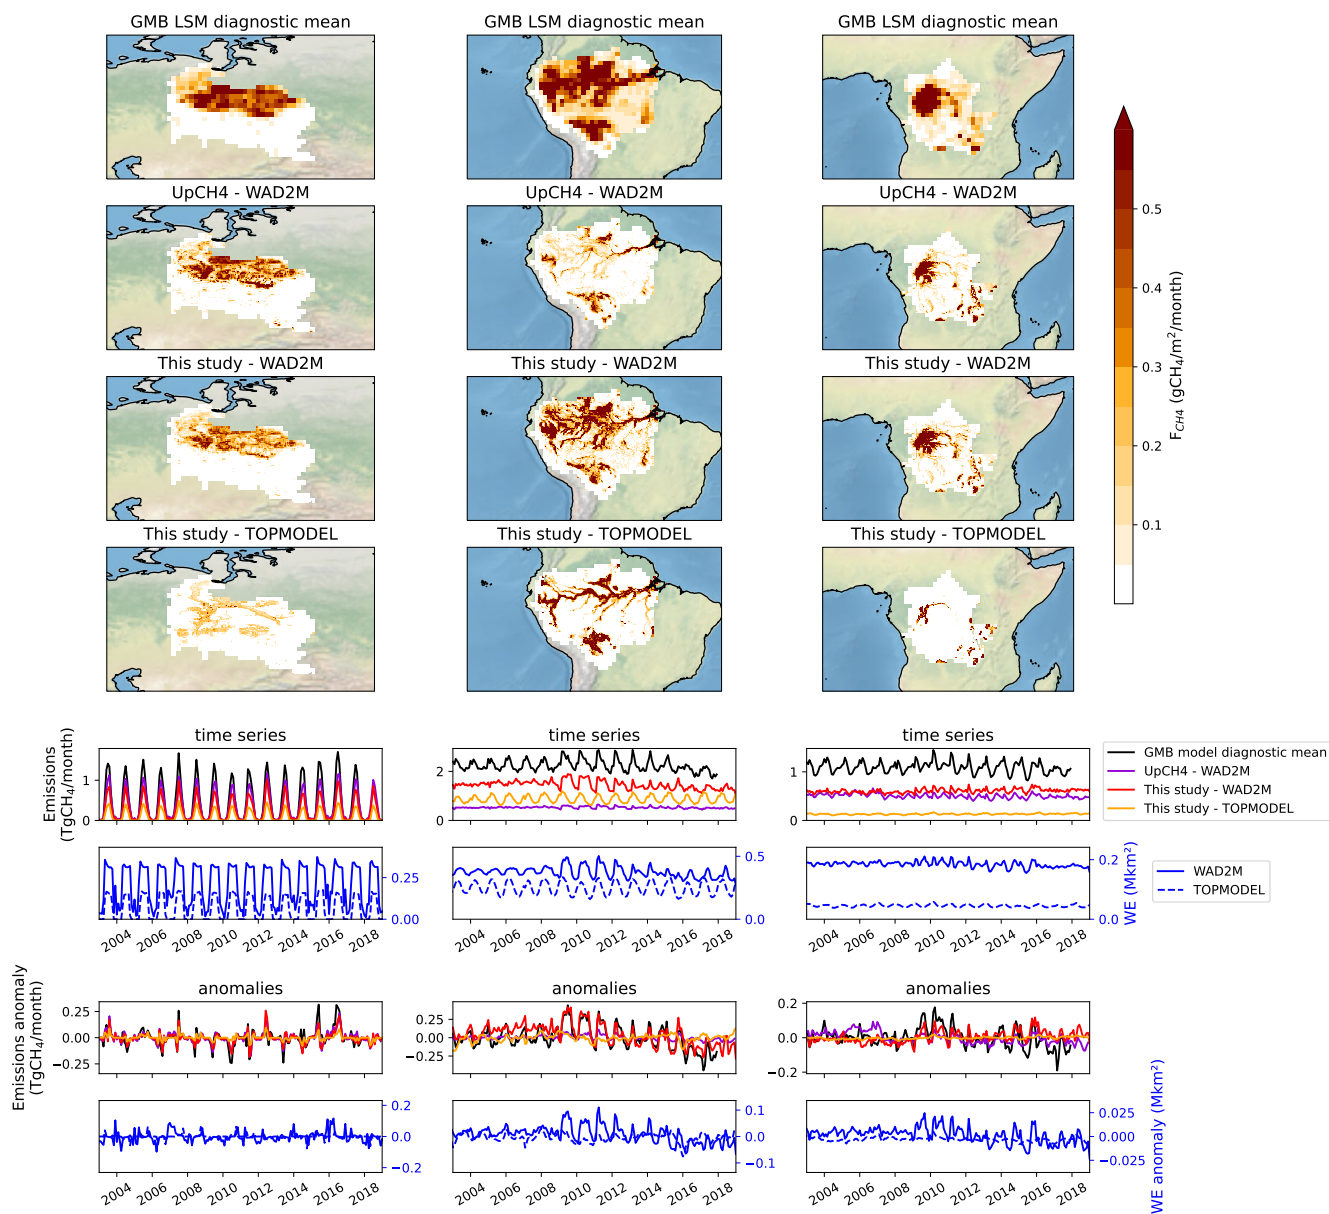 GMB LSM diagnostic mean GMB LSM diagnostic mean GMB LSM diagnostic mean
UpCH4 - WAD2M UpCH4 - WAD2M UpCH4 - WAD2M
This study - WAD2M This study - WAD2M This study - WAD2M
This study - TOPMODEL This study - TOPMODEL This study - TOPMODEL
0.5
0.4
0.3
0.2
0.1
F_CH4 (gCH₄/m²/month)
time series time series time series
Emissions
(TgCH₄/month)
1
0
2
0
1
0
GMB model diagnostic mean
UpCH4 - WAD2M
This study - WAD2M
This study - TOPMODEL
0.25
0.00
0.5
0.0
0.2
0.0
WE (Mkm²)
WAD2M
TOPMODEL
2004 2006 2008 2010 2012 2014 2016 2018 2004 2006 2008 2010 2012 2014 2016 2018 2004 2006 2008 2010 2012 2014 2016 2018
anomalies anomalies anomalies
Emissions anomaly
(TgCH₄/month)
0.25
0.00
−0.25
0.25
0.00
−0.25
0.2
0.0
−0.2
0.2
0.0
−0.2
0.1
0.0
−0.1
0.025
0.000
−0.025
WE anomaly (Mkm²)
2004 2006 2008 2010 2012 2014 2016 2018 2004 2006 2008 2010 2012 2014 2016 2018 2004 2006 2008 2010 2012 2014 2016 2018